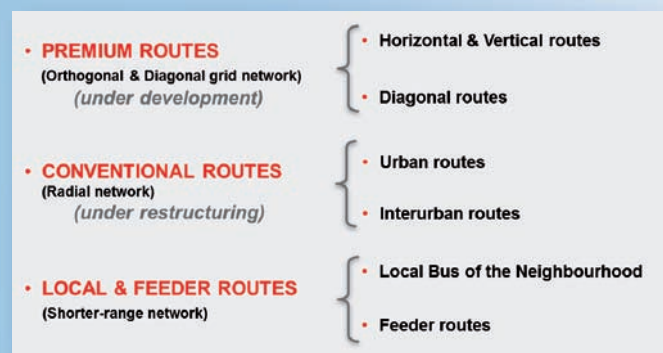 • PREMIUM ROUTES
(Orthogonal & Diagonal grid network)
(under development)
• Horizontal & Vertical routes
• Diagonal routes
• CONVENTIONAL ROUTES
(Radial network)
(under restructuring)
• Urban routes
• Interurban routes
• LOCAL & FEEDER ROUTES
(Shorter-range network)
• Local Bus of the Neighbourhood
• Feeder routes